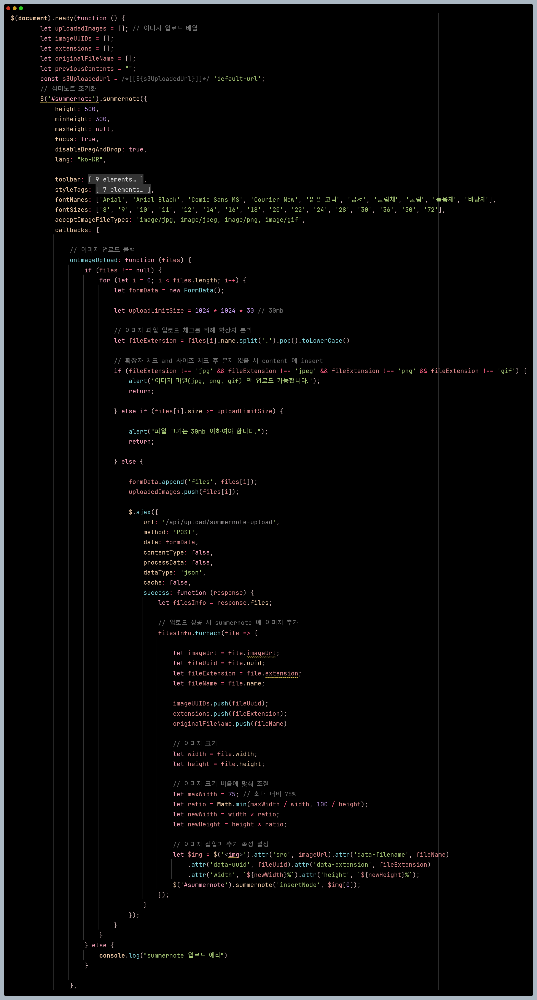 $(document).ready(function () {
let uploadedImages = []; // 이미지 업로드 배열
let imageUUIDs = [];
let extensions = [];
let originalFileName = [];
let previousContents = "";
const s3UploadedUrl = /*[[${s3UploadedUrl}]]*/ 'default-url';
// 섬머노트 초기화
$('#summernote').summernote({
height: 500,
minHeight: 300,
maxHeight: null,
focus: true,
disableDragAndDrop: true,
lang: "ko-KR",
toolbar: [ 9 elements… ],
styleTags: [ 7 elements… ],
fontNames: ['Arial', 'Arial Black', 'Comic Sans MS', 'Courier New', '맑은 고딕', '궁서', '굴림체', '굴림', '돋움체', '바탕체'],
fontSizes: ['8', '9', '10', '11', '12', '14', '16', '18', '20', '22', '24', '28', '30', '36', '50', '72'],
acceptImageFileTypes: 'image/jpg, image/jpeg, image/png, image/gif',
callbacks: {
// 이미지 업로드 콜백
onImageUpload: function (files) {
if (files !== null) {
for (let i = 0; i < files.length; i++) {
let formData = new FormData();
let uploadLimitSize = 1024 * 1024 * 30 // 30mb
// 이미지 파일 업로드 체크를 위해 확장자 분리
let fileExtension = files[i].name.split('.').pop().toLowerCase()
// 확장자 체크 and 사이즈 체크 후 문제 없을 시 content 에 insert
if (fileExtension !== 'jpg' && fileExtension !== 'jpeg' && fileExtension !== 'png' && fileExtension !== 'gif') {
alert('이미지 파일(jpg, png, gif) 만 업로드 가능합니다.');
return;
} else if (files[i].size >= uploadLimitSize) {
alert("파일 크기는 30mb 이하여야 합니다.");
return;
} else {
formData.append('files', files[i]);
uploadedImages.push(files[i]);
$.ajax({
url: '/api/upload/summernote-upload',
method: 'POST',
data: formData,
contentType: false,
processData: false,
dataType: 'json',
cache: false,
success: function (response) {
let filesInfo = response.files;
// 업로드 성공 시 summernote 에 이미지 추가
filesInfo.forEach(file => {
let imageUrl = file.imageUrl;
let fileUuid = file.uuid;
let fileExtension = file.extension;
let fileName = file.name;
imageUUIDs.push(fileUuid);
extensions.push(fileExtension);
originalFileName.push(fileName)
// 이미지 크기
let width = file.width;
let height = file.height;
// 이미지 크기 비율에 맞춰 조절
let maxWidth = 75; // 최대 너비 75%
let ratio = Math.min(maxWidth / width, 100 / height);
let newWidth = width * ratio;
let newHeight = height * ratio;
// 이미지 삽입과 추가 속성 설정
let $img = $('<img>').attr('src', imageUrl).attr('data-filename', fileName)
.attr('data-uuid', fileUuid).attr('data-extension', fileExtension)
.attr('width', `${newWidth}%`).attr('height', `${newHeight}%`);
$('#summernote').summernote('insertNode', $img[0]);
});
}
});
}
}
} else {
console.log("summernote 업로드 에러")
}
},